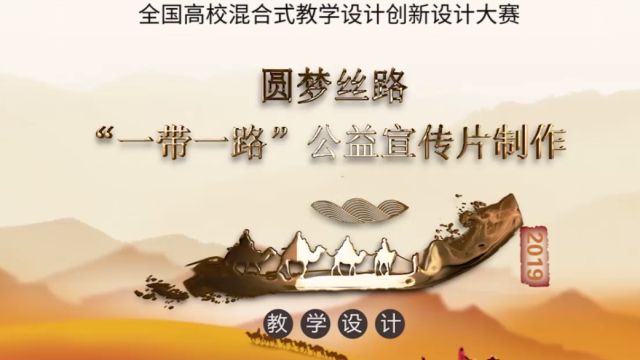 全国高校混合式教学设计创新设计大赛
圆梦丝路
“一带一路”公益宣传片制作
2019
教学设计